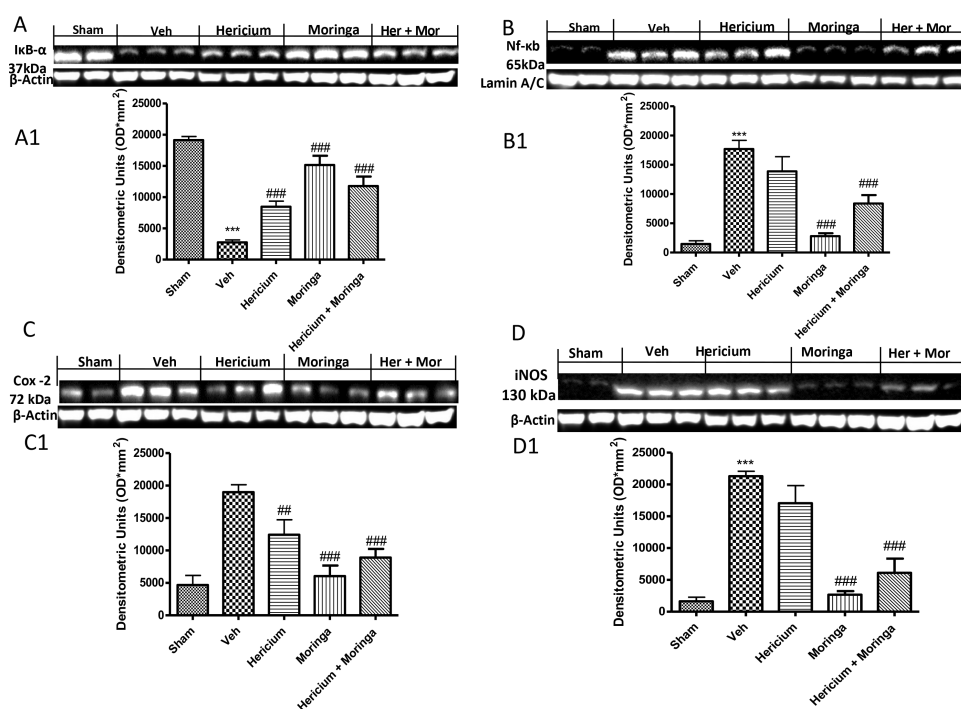 A
Sham Veh Hericium Moringa Her + Mor
IκB-α
37kDa
β-Actin
A1
Densitometric Units (OD*mm²)
25000
20000
15000
10000
5000
0
***
###
###
###
Sham
Veh
Hericium
Moringa
Hericium + Moringa
B
Sham Veh Hericium Moringa Her + Mor
Nf-κb
65kDa
Lamin A/C
B1
Densitometric Units (OD*mm²)
25000
20000
15000
10000
5000
0
***
###
###
Sham
Veh
Hericium
Moringa
Hericium + Moringa
C
Sham Veh Hericium Moringa Her + Mor
Cox -2
72 kDa
β-Actin
C1
Densitometric Units (OD*mm²)
25000
20000
15000
10000
5000
0
##
###
###
Sham
Veh
Hericium
Moringa
Hericium + Moringa
D
Sham Veh Hericium Moringa Her + Mor
iNOS
130 kDa
β-Actin
D1
Densitometric Units (OD*mm²)
25000
20000
15000
10000
5000
0
***
###
###
Sham
Veh
Hericium
Moringa
Hericium + Moringa